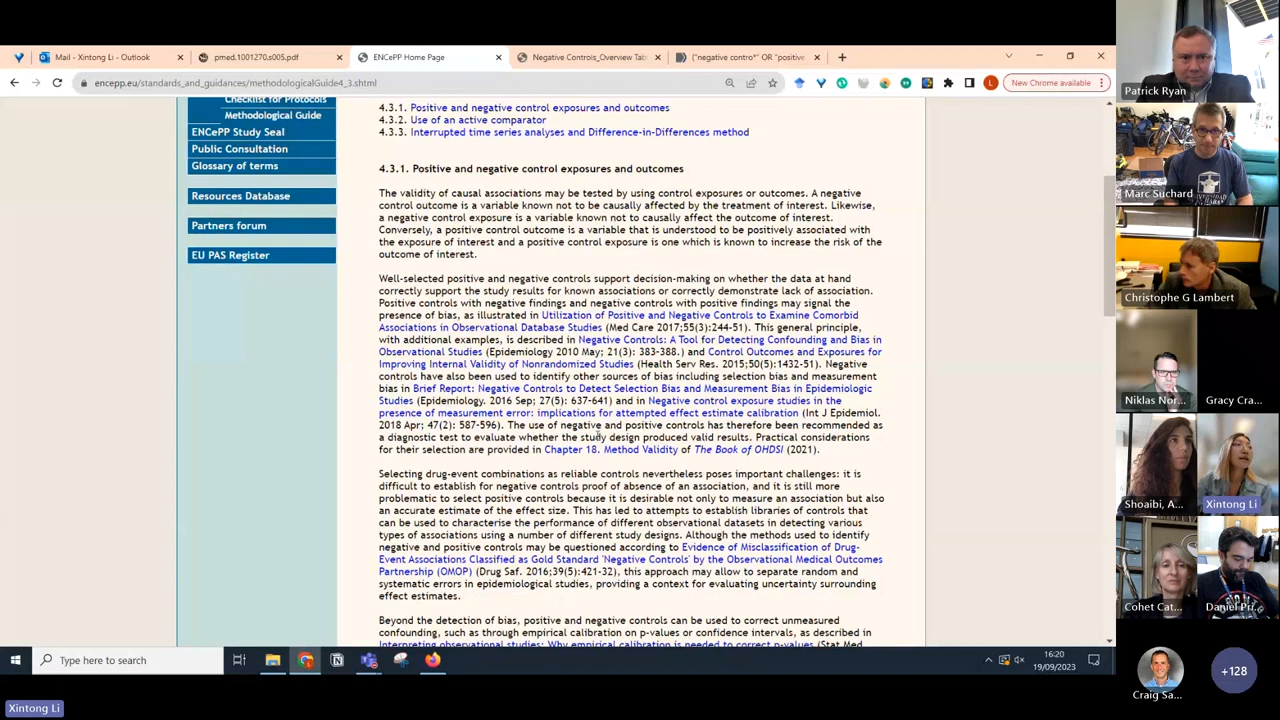 Mail - Xintong Li - Outlook
pmed.1001270.s005.pdf
ENCePP Home Page
Negative Controls_Overview Tab
("negative contro*" OR "positive
encepp.eu/standards_and_guidances/methodologicalGuide4_3.shtml
New Chrome available
Checklist for Protocols
Methodological Guide
ENCePP Study Seal
Public Consultation
Glossary of terms
Resources Database
Partners forum
EU PAS Register
4.3.1. Positive and negative control exposures and outcomes
4.3.2. Use of an active comparator
4.3.3. Interrupted time series analyses and Difference-in-Differences method
4.3.1. Positive and negative control exposures and outcomes
The validity of causal associations may be tested by using control exposures or outcomes. A negative
control outcome is a variable known not to be causally affected by the treatment of interest. Likewise,
a negative control exposure is a variable known not to causally affect the outcome of interest.
Conversely, a positive control outcome is a variable that is understood to be positively associated with
the exposure of interest and a positive control exposure is one which is known to increase the risk of the
outcome of interest.
Well-selected positive and negative controls support decision-making on whether the data at hand
correctly support the study results for known associations or correctly demonstrate lack of association.
Positive controls with negative findings and negative controls with positive findings may signal the
presence of bias, as illustrated in Utilization of Positive and Negative Controls to Examine Comorbid
Associations in Observational Database Studies (Med Care 2017;55(3):244-51). This general principle,
with additional examples, is described in Negative Controls: A Tool for Detecting Confounding and Bias in
Observational Studies (Epidemiology 2010 May; 21(3): 383-388.) and Control Outcomes and Exposures for
Improving Internal Validity of Nonrandomized Studies (Health Serv Res. 2015;50(5):1432-51). Negative
controls have also been used to identify other sources of bias including selection bias and measurement
bias in Brief Report: Negative Controls to Detect Selection Bias and Measurement Bias in Epidemiologic
Studies (Epidemiology. 2016 Sep; 27(5): 637-641) and in Negative control exposure studies in the
presence of measurement error: implications for attempted effect estimate calibration (Int J Epidemiol.
2018 Apr; 47(2): 587-596). The use of negative and positive controls has therefore been recommended as
a diagnostic test to evaluate whether the study design produced valid results. Practical considerations
for their selection are provided in Chapter 18. Method Validity of The Book of OHDSI (2021).
Selecting drug-event combinations as reliable controls nevertheless poses important challenges: it is
difficult to establish for negative controls proof of absence of an association, and it is still more
problematic to select positive controls because it is desirable not only to measure an association but also
an accurate estimate of the effect size. This has led to attempts to establish libraries of controls that
can be used to characterise the performance of different observational datasets in detecting various
types of associations using a number of different study designs. Although the methods used to identify
negative and positive controls may be questioned according to Evidence of Misclassification of Drug-
Event Associations Classified as Gold Standard 'Negative Controls' by the Observational Medical Outcomes
Partnership (OMOP) (Drug Saf. 2016;39(5):421-32), this approach may allow to separate random and
systematic errors in epidemiological studies, providing a context for evaluating uncertainty surrounding
effect estimates.
Beyond the detection of bias, positive and negative controls can be used to correct unmeasured
confounding, such as through empirical calibration on p-values or confidence intervals, as described in
Interpreting observational studies: Why empirical calibration is needed to correct p-values (Stat Med
Type here to search
16:20
19/09/2023
Xintong Li
Patrick Ryan
Marc Suchard
Christophe G Lambert
Niklas Nor...
Gracy Cra...
Shoaibi, A...
Xintong Li
Cohet Cat...
Daniel Pri...
Craig Sa...
+128